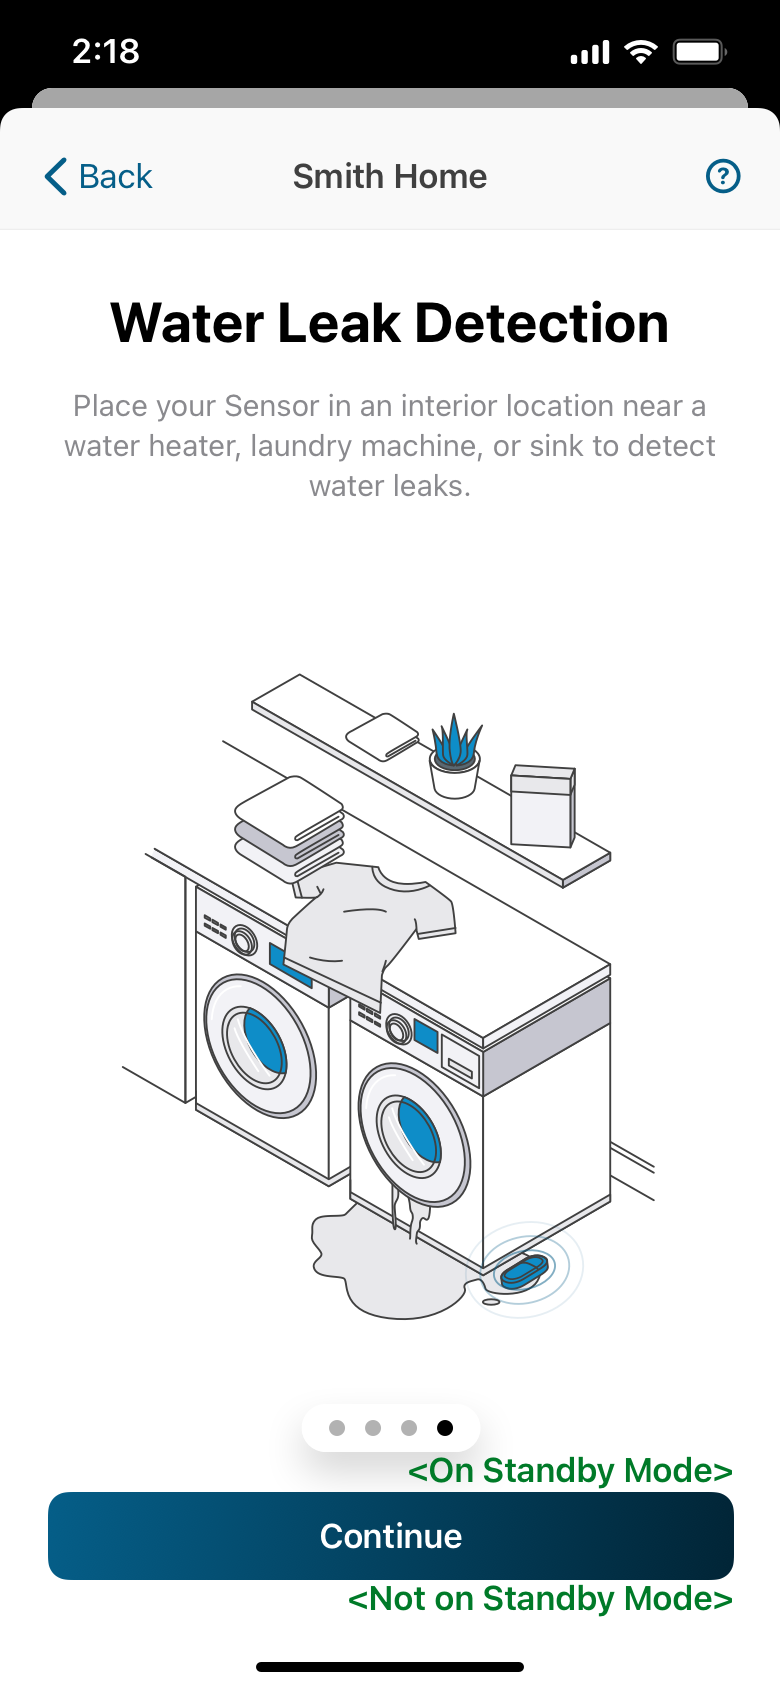 2:18
Back
Smith Home
?
Water Leak Detection
Place your Sensor in an interior location near a
water heater, laundry machine, or sink to detect
water leaks.
<On Standby Mode>
Continue
<Not on Standby Mode>